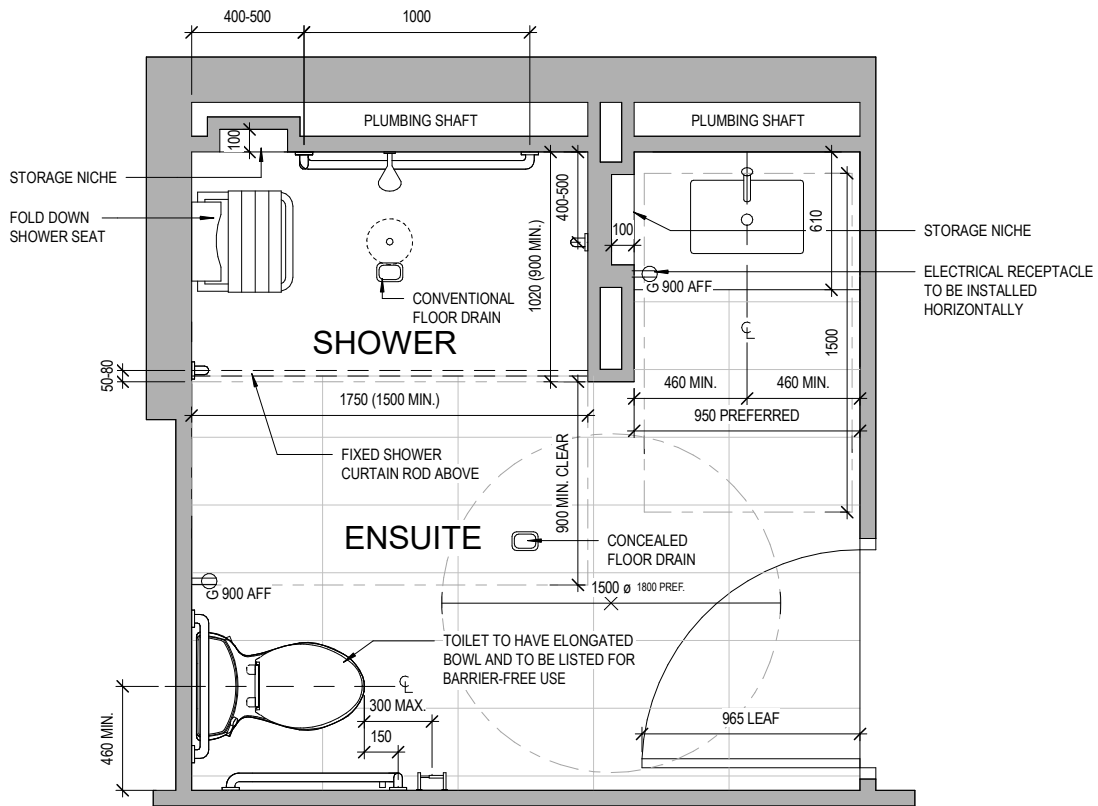 400-500
1000
PLUMBING SHAFT
PLUMBING SHAFT
100
STORAGE NICHE
FOLD DOWN
SHOWER SEAT
400-500
1020 (900 MIN.)
100
610
STORAGE NICHE
ELECTRICAL RECEPTACLE
TO BE INSTALLED
HORIZONTALLY
G 900 AFF
CONVENTIONAL
FLOOR DRAIN
SHOWER
CL
1500
50-80
1750 (1500 MIN.)
460 MIN.
460 MIN.
950 PREFERRED
FIXED SHOWER
CURTAIN ROD ABOVE
900 MIN. CLEAR
ENSUITE
CONCEALED
FLOOR DRAIN
G 900 AFF
1500 ø 1800 PREF.
TOILET TO HAVE ELONGATED
BOWL AND TO BE LISTED FOR
BARRIER-FREE USE
CL
300 MAX.
150
460 MIN.
965 LEAF